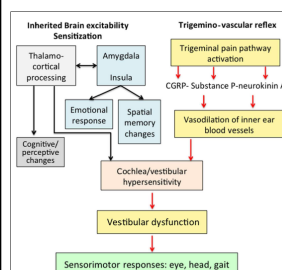 Inherited Brain excitability
Sensitization
Trigemino-vascular reflex
Thalamo-
cortical
processing
Amygdala
Insula
Trigeminal pain pathway
activation
CGRP- Substance P-neurokinin A
Emotional
response
Spatial
memory
changes
Vasodilation of inner ear
blood vessels
Cognitive/
perceptive
changes
Cochlea/vestibular
hypersensitivity
Vestibular dysfunction
Sensorimotor responses: eye, head, gait